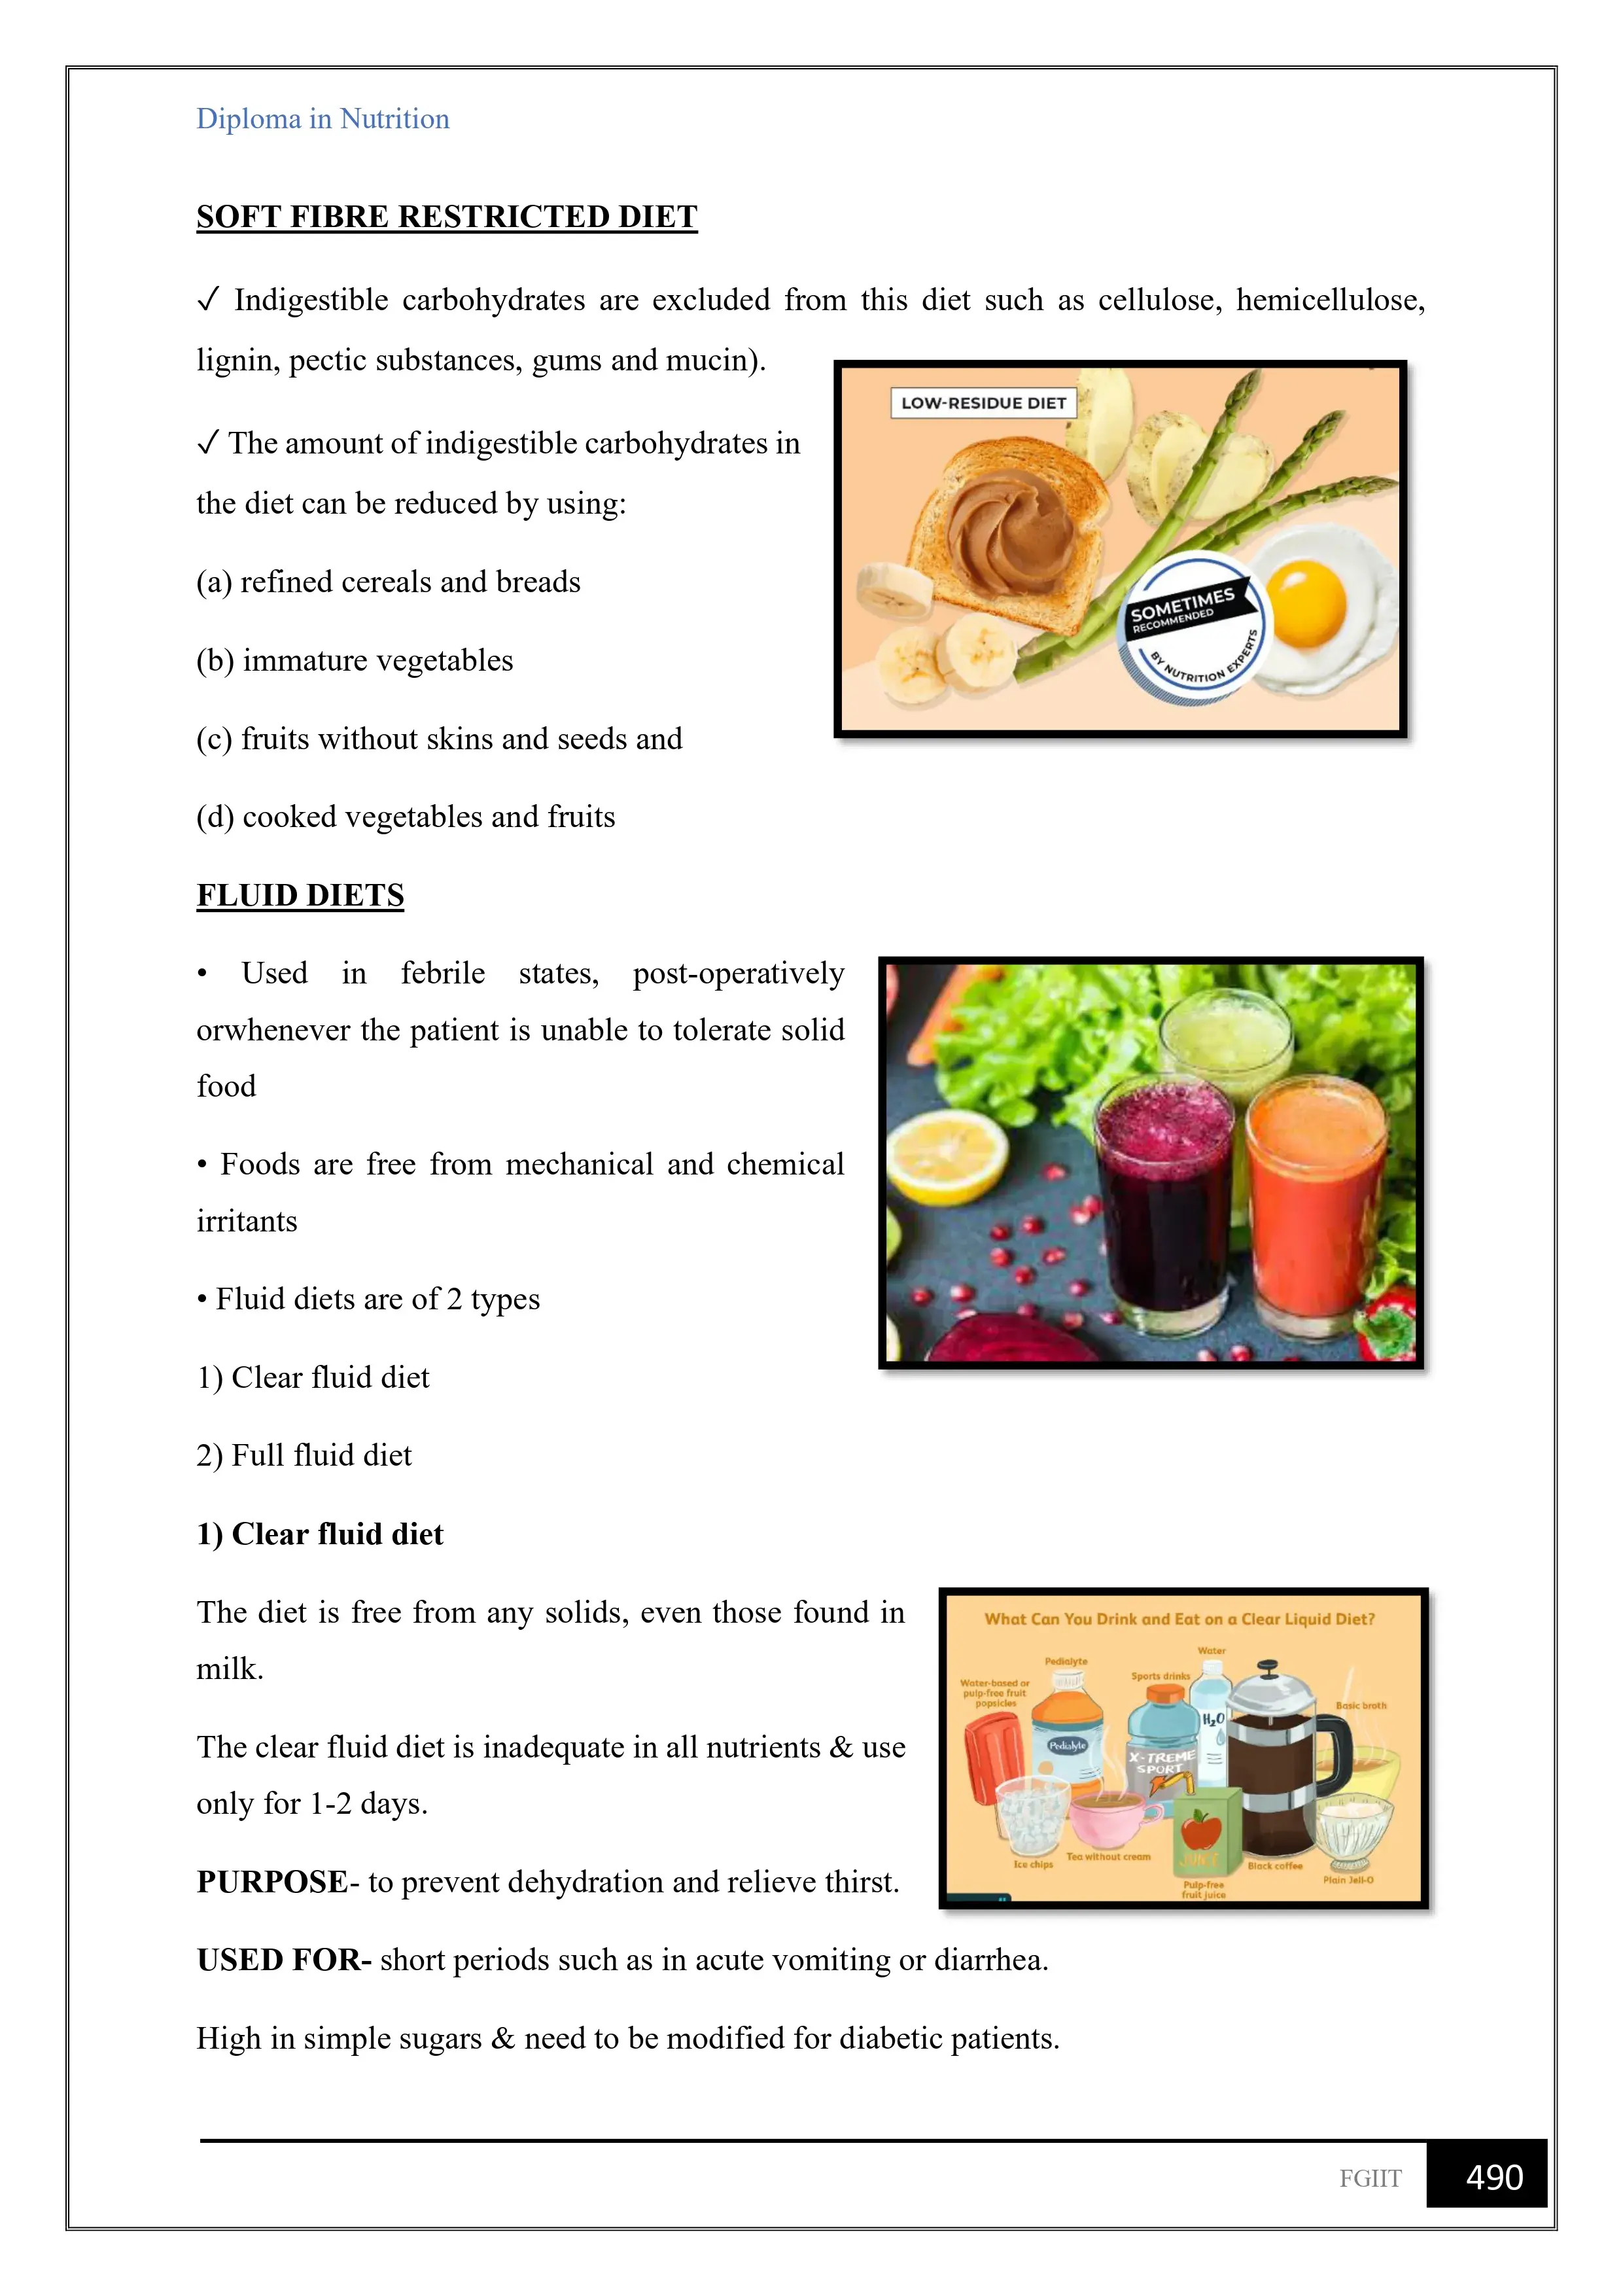 Diploma in Nutrition
SOFT FIBRE RESTRICTED DIET
✓ Indigestible carbohydrates are excluded from this diet such as cellulose, hemicellulose,
lignin, pectic substances, gums and mucin).
✓ The amount of indigestible carbohydrates in
the diet can be reduced by using:
(a) refined cereals and breads
(b) immature vegetables
(c) fruits without skins and seeds and
(d) cooked vegetables and fruits
LOW-RESIDUE DIET
SOMETIMES
RECOMMENDED
BY NUTRITION EXPERTS
FLUID DIETS
• Used in febrile states, post-operatively
orwhenever the patient is unable to tolerate solid
food
• Foods are free from mechanical and chemical
irritants
• Fluid diets are of 2 types
1) Clear fluid diet
2) Full fluid diet
1) Clear fluid diet
The diet is free from any solids, even those found in
milk.
The clear fluid diet is inadequate in all nutrients & use
only for 1-2 days.
PURPOSE- to prevent dehydration and relieve thirst.
USED FOR- short periods such as in acute vomiting or diarrhea.
High in simple sugars & need to be modified for diabetic patients.
What Can You Drink and Eat on a Clear Liquid Diet?
Water-based or
pulp-free fruit
popsicles
Pedialyte
Sports drinks
Water
Basic broth
Pedialyte
X-TREME
SPORT
H₂O
JUICE
Ice chips
Tea without cream
Pulp-free
fruit juice
Black coffee
Plain Jell-O
FGIIT
490